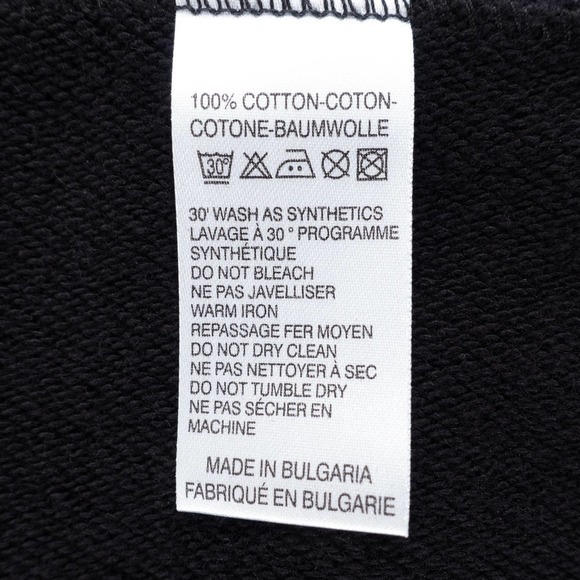 100% COTTON-COTON-
COTONE-BAUMWOLLE
30°
30' WASH AS SYNTHETICS
LAVAGE À 30 ° PROGRAMME
SYNTHÉTIQUE
DO NOT BLEACH
NE PAS JAVELLISER
WARM IRON
REPASSAGE FER MOYEN
DO NOT DRY CLEAN
NE PAS NETTOYER À SEC
DO NOT TUMBLE DRY
NE PAS SÉCHER EN
MACHINE
MADE IN BULGARIA
FABRIQUÉ EN BULGARIE